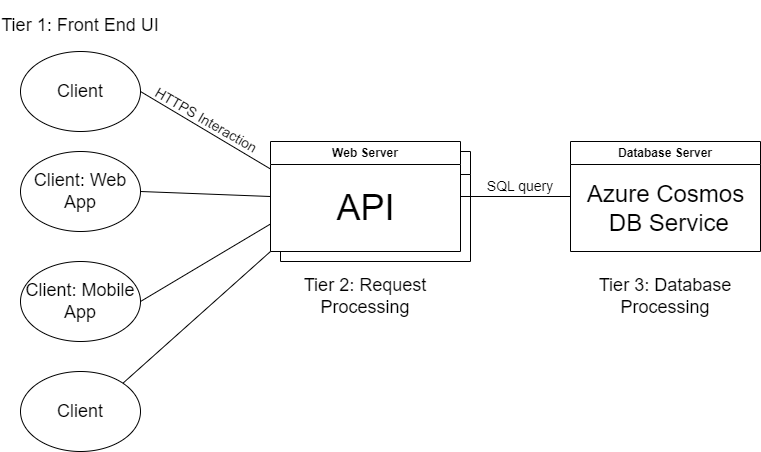 Tier 1: Front End UI
Client
HTTPS Interaction
Client: Web
App
Client: Mobile
App
Client
Web Server
API
Tier 2: Request
Processing
SQL query
Database Server
Azure Cosmos
DB Service
Tier 3: Database
Processing